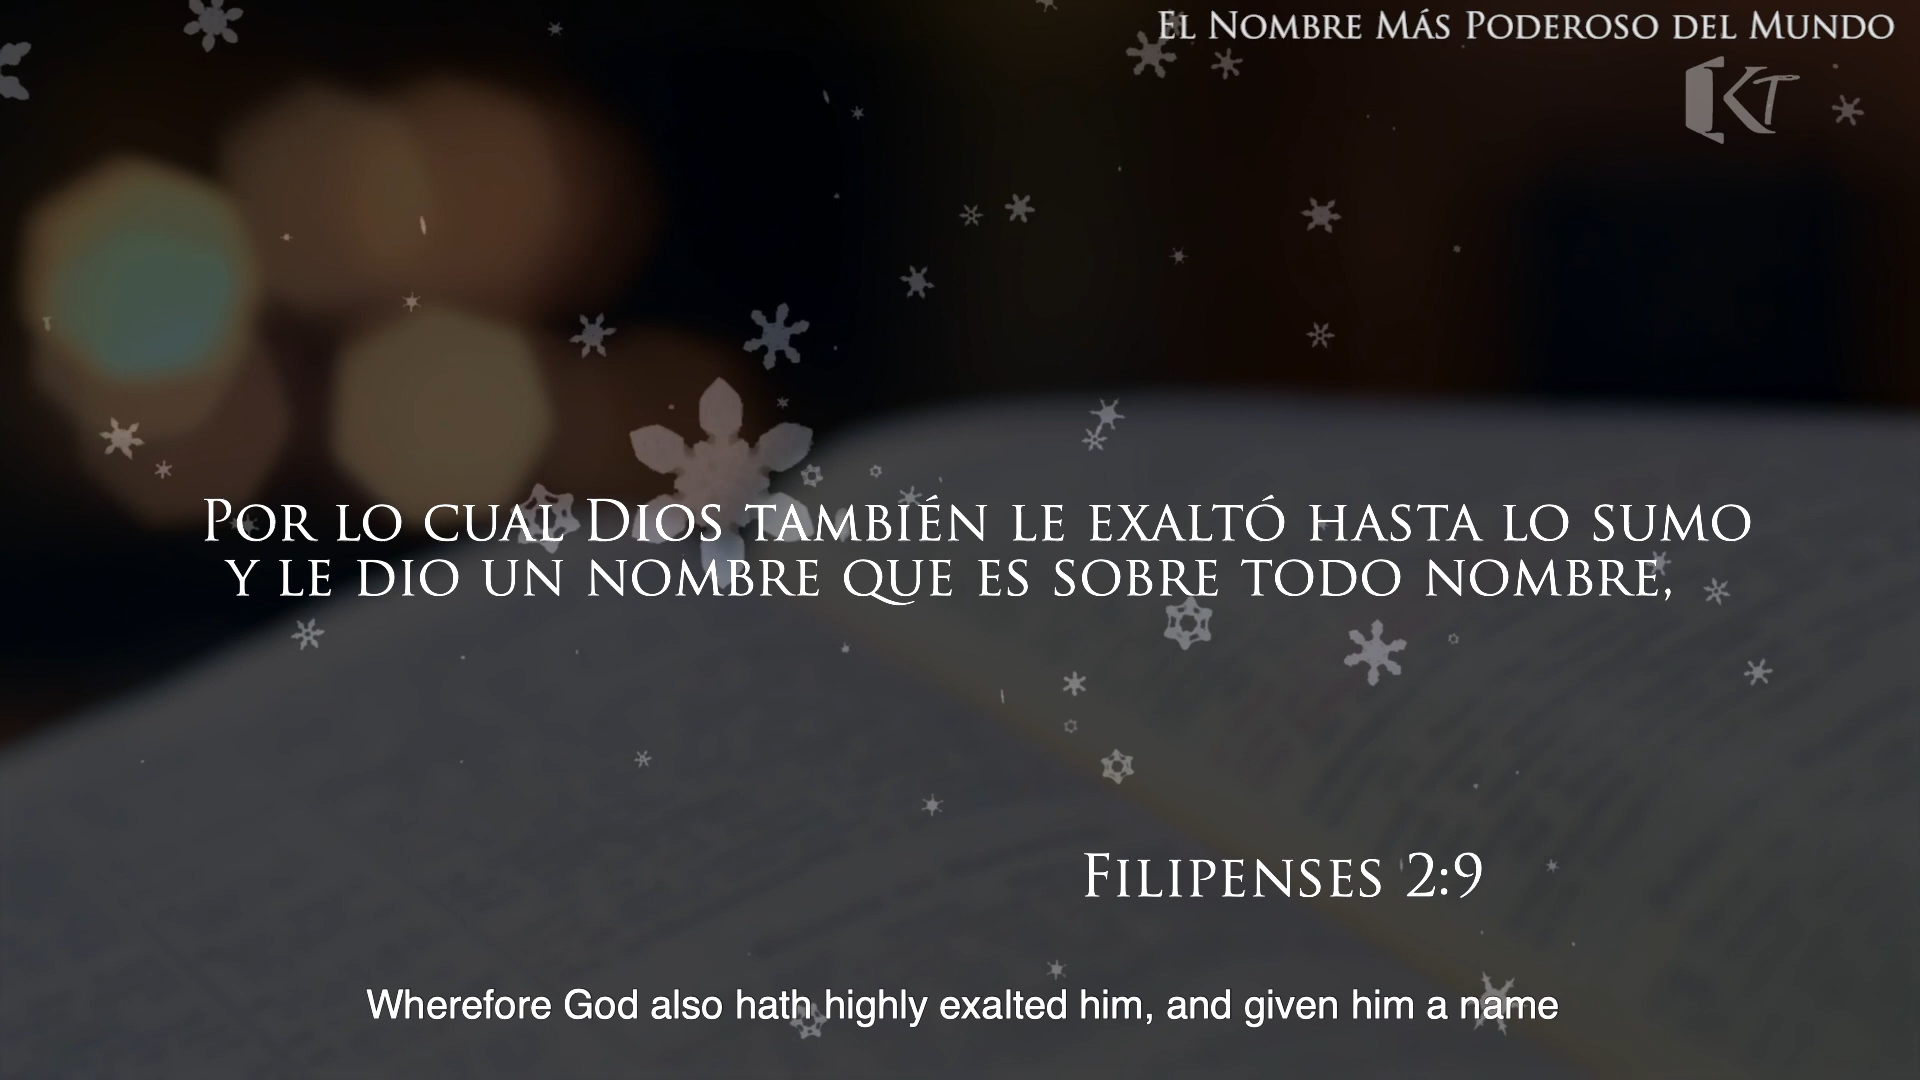 El Nombre Más Poderoso del Mundo
KT
Por lo cual Dios también le exaltó hasta lo sumo
y le dio un nombre que es sobre todo nombre,
Filipenses 2:9
Wherefore God also hath highly exalted him, and given him a name